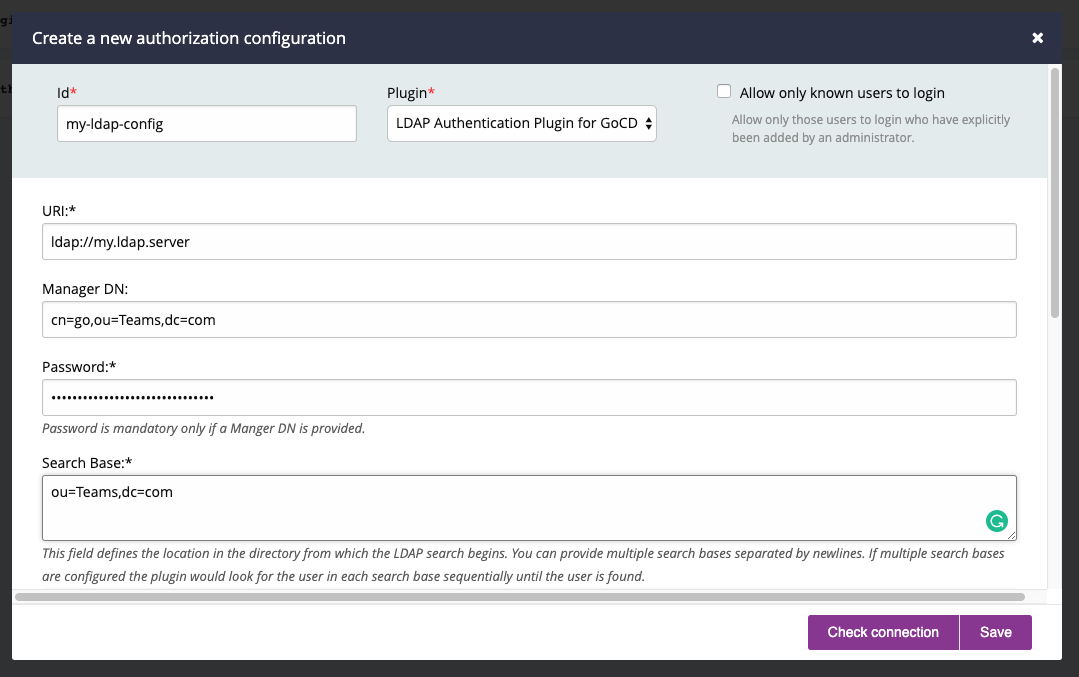 Create a new authorization configuration
Id*
Plugin*
Allow only known users to login
my-ldap-config
LDAP Authentication Plugin for GoCD
Allow only those users to login who have explicitly
been added by an administrator.
URI:*
ldap://my.ldap.server
Manager DN:
cn=go,ou=Teams,dc=com
Password:*
•••••••••••••••••••••••••••••••
Password is mandatory only if a Manger DN is provided.
Search Base:*
ou=Teams,dc=com
This field defines the location in the directory from which the LDAP search begins. You can provide multiple search bases separated by newlines. If multiple search bases
are configured the plugin would look for the user in each search base sequentially until the user is found.
Check connection
Save